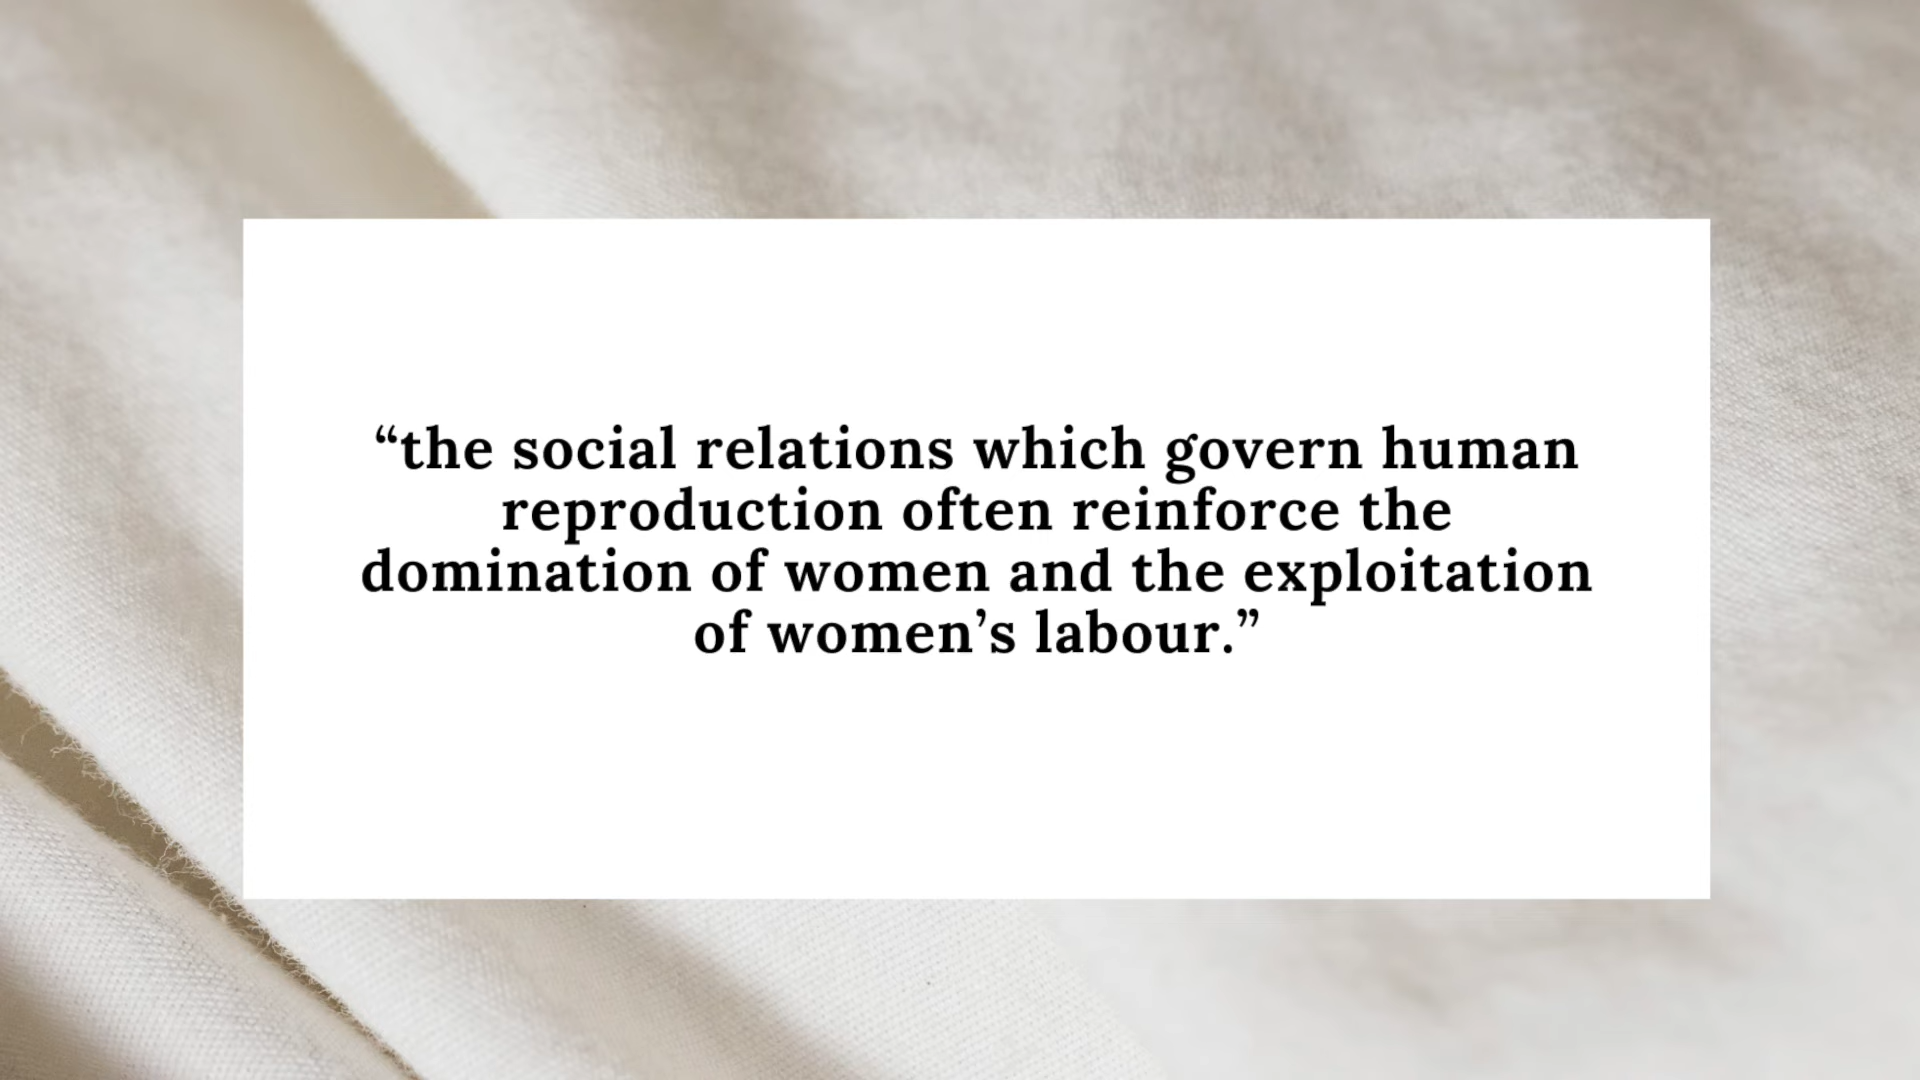 “the social relations which govern human
reproduction often reinforce the
domination of women and the exploitation
of women’s labour.”